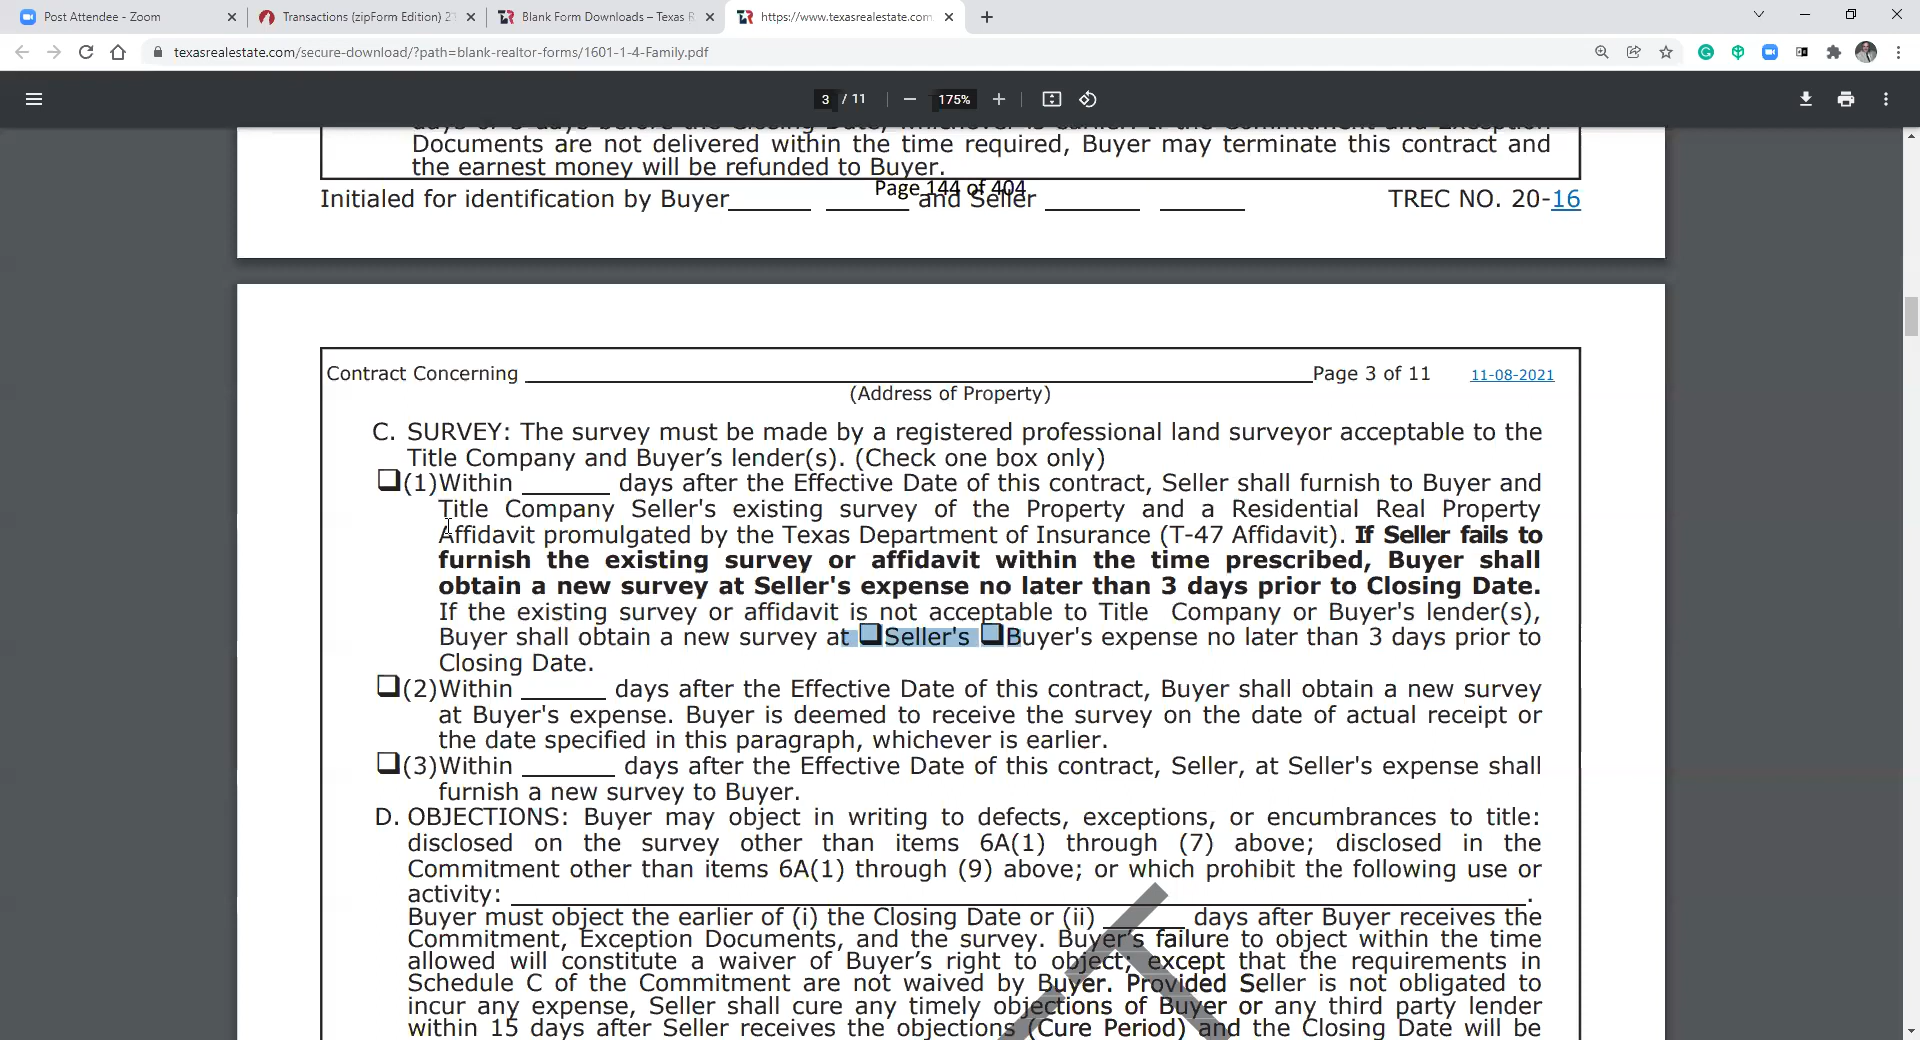 Post Attendee - Zoom
Transactions (zipForm Edition) 2
Blank Form Downloads – Texas R
https://www.texasrealestate.com
texasrealestate.com/secure-download/?path=blank-realtor-forms/1601-1-4-Family.pdf
3 / 11
175%
Documents are not delivered within the time required, Buyer may terminate this contract and
the earnest money will be refunded to Buyer.
Page 144 of 404
Initialed for identification by Buyer______ ______ and Seller ______ ______ TREC NO. 20-16
Contract Concerning ______ Page 3 of 11 11-08-2021
(Address of Property)
C. SURVEY: The survey must be made by a registered professional land surveyor acceptable to the
Title Company and Buyer’s lender(s). (Check one box only)
❑(1)Within ______ days after the Effective Date of this contract, Seller shall furnish to Buyer and
Title Company Seller's existing survey of the Property and a Residential Real Property
Affidavit promulgated by the Texas Department of Insurance (T-47 Affidavit). If Seller fails to
furnish the existing survey or affidavit within the time prescribed, Buyer shall
obtain a new survey at Seller's expense no later than 3 days prior to Closing Date.
If the existing survey or affidavit is not acceptable to Title Company or Buyer's lender(s),
Buyer shall obtain a new survey at ❑Seller's ❑Buyer's expense no later than 3 days prior to
Closing Date.
❑(2)Within ______ days after the Effective Date of this contract, Buyer shall obtain a new survey
at Buyer's expense. Buyer is deemed to receive the survey on the date of actual receipt or
the date specified in this paragraph, whichever is earlier.
❑(3)Within ______ days after the Effective Date of this contract, Seller, at Seller's expense shall
furnish a new survey to Buyer.
D. OBJECTIONS: Buyer may object in writing to defects, exceptions, or encumbrances to title:
disclosed on the survey other than items 6A(1) through (7) above; disclosed in the
Commitment other than items 6A(1) through (9) above; or which prohibit the following use or
activity: ______.
Buyer must object the earlier of (i) the Closing Date or (ii) ______ days after Buyer receives the
Commitment, Exception Documents, and the survey. Buyer’s failure to object within the time
allowed will constitute a waiver of Buyer’s right to object; except that the requirements in
Schedule C of the Commitment are not waived by Buyer. Provided Seller is not obligated to
incur any expense, Seller shall cure any timely objections of Buyer or any third party lender
within 15 days after Seller receives the objections (Cure Period) and the Closing Date will be